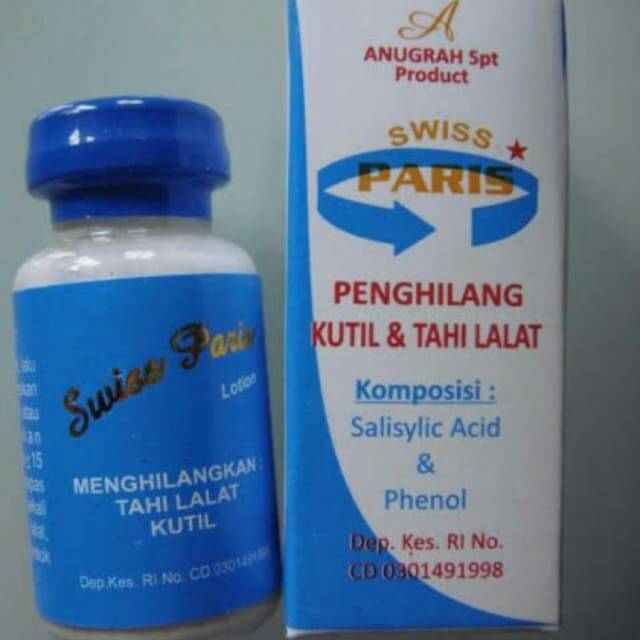 Swiss Paris
Lotion
MENGHILANGKAN :
TAHI LALAT
KUTIL
Dep.Kes. RI No. CD 0301491998
A
ANUGRAH Spt
Product
SWISS
PARIS
PENGHILANG
KUTIL & TAHI LALAT
Komposisi :
Salisylic Acid
&
Phenol
Dep. Kes. RI No.
CD 0301491998